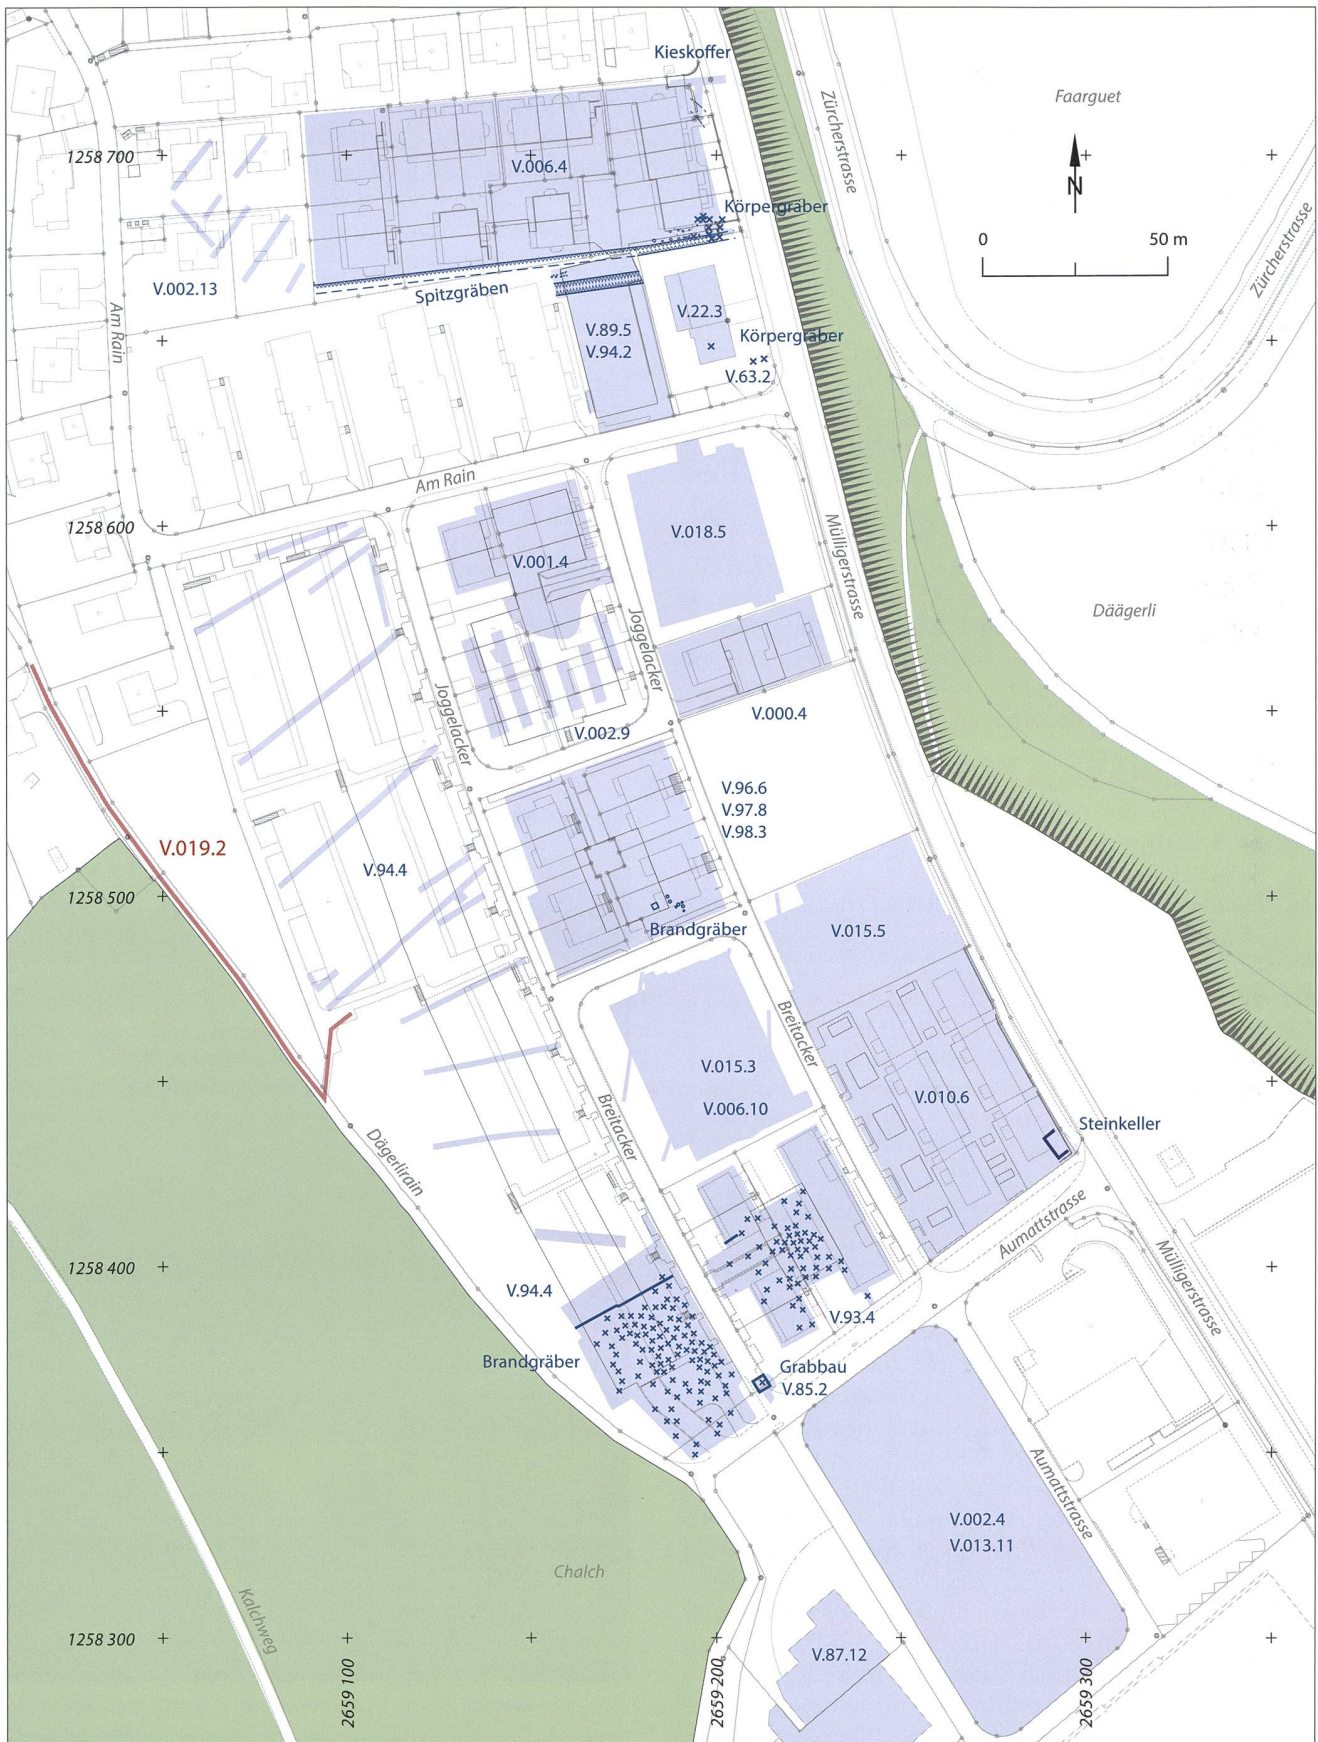 Kieskoffer
Zürcherstrasse
Faarguet
1258 700
V.006.4
N
Körpergräber
0 50 m
Zürcherstrasse
V.002.13
Am Rain
Spitzgräben
V.22.3
V.89.5
V.94.2
Körpergräber
V.63.2
Am Rain
1258 600
V.018.5
V.001.4
Mülligerstrasse
Däägerli
Joggelacker
Joggelacker
V.000.4
V.002.9
V.96.6
V.97.8
V.98.3
V.019.2
V.94.4
1258 500
Brandgräber
V.015.5
Breitacker
V.015.3
V.006.10
V.010.6
Steinkeller
Breitacker
Dägerlirain
Aumattstrasse
1258 400
Mülligerstrasse
V.94.4
V.93.4
Brandgräber
Grabbau
V.85.2
Aumattstrasse
V.002.4
V.013.11
Chalch
Kalchweg
1258 300
V.87.12
2659 100
2659 200
2659 300